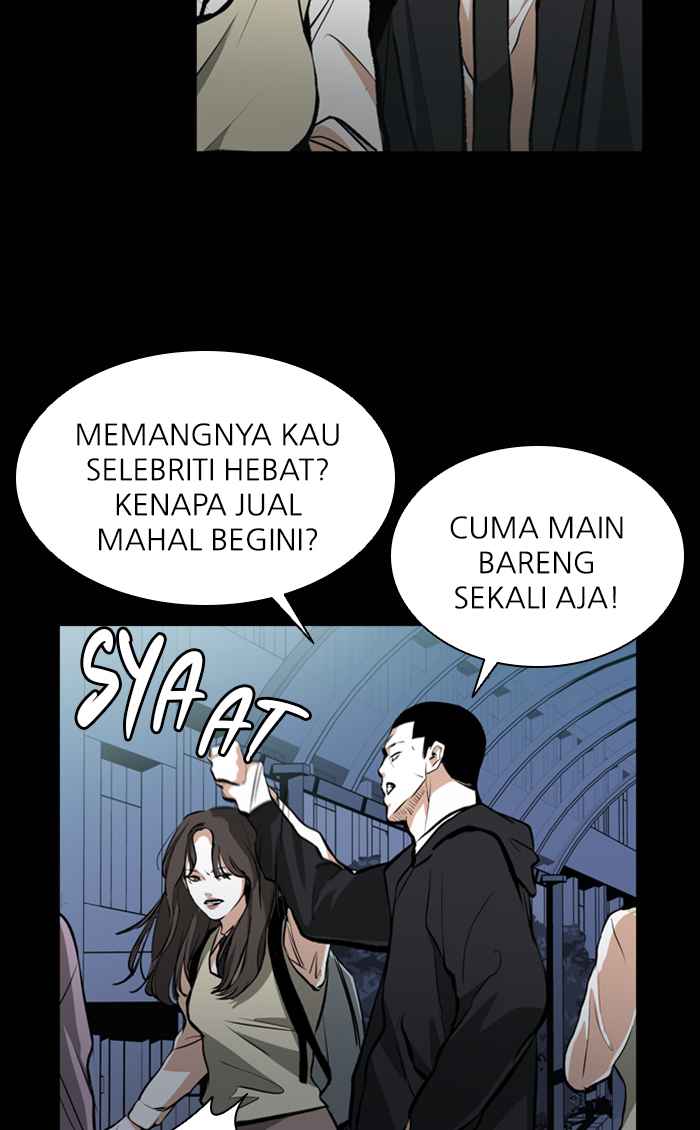 MEMANGNYA KAU
SELEBRITI HEBAT?
KENAPA JUAL
MAHAL BEGINI?
CUMA MAIN
BARENG
SEKALI AJA!
SYAAT